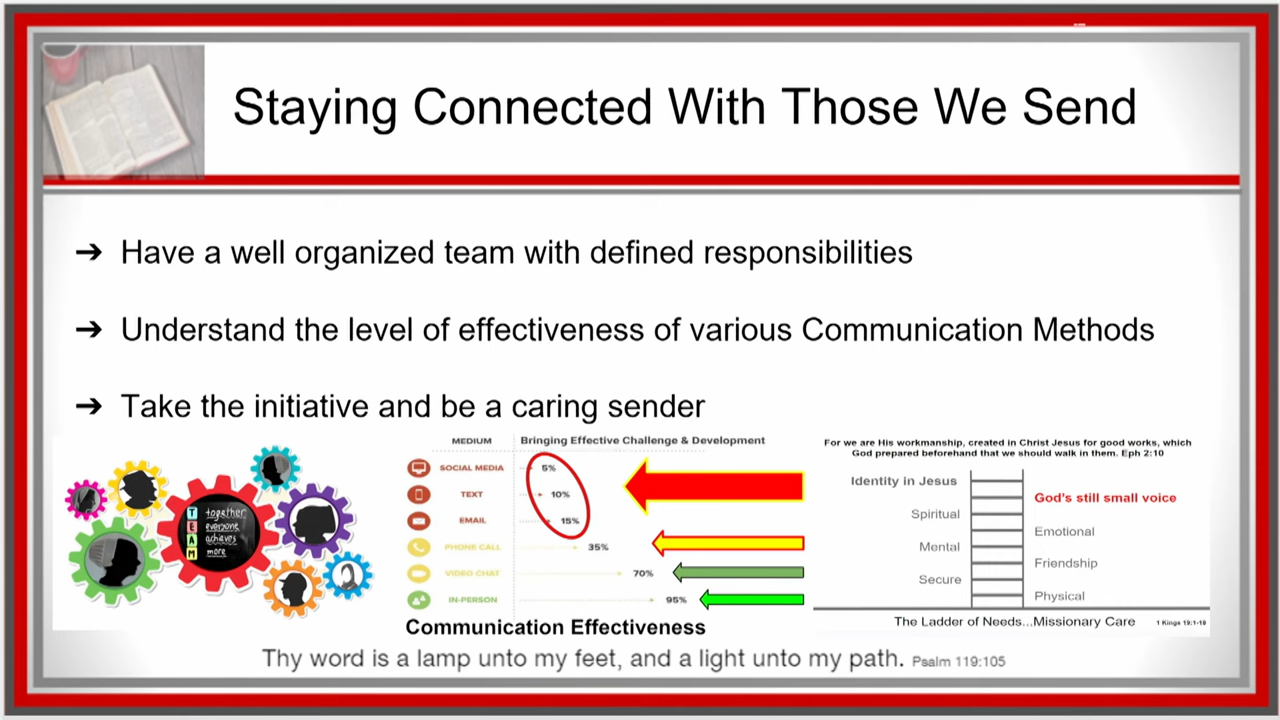 Staying Connected With Those We Send
➔ Have a well organized team with defined responsibilities
➔ Understand the level of effectiveness of various Communication Methods
➔ Take the initiative and be a caring sender
together
everyone
achieves
more
T
E
A
M
MEDIUM
Bringing Effective Challenge & Development
SOCIAL MEDIA 5%
TEXT 10%
EMAIL 15%
PHONE CALL 35%
VIDEO CHAT 70%
IN-PERSON 95%
Communication Effectiveness
For we are His workmanship, created in Christ Jesus for good works, which
God prepared beforehand that we should walk in them. Eph 2:10
Identity in Jesus
God's still small voice
Spiritual
Emotional
Mental
Friendship
Secure
Physical
The Ladder of Needs...Missionary Care
1 Kings 19:1-18
Thy word is a lamp unto my feet, and a light unto my path. Psalm 119:105